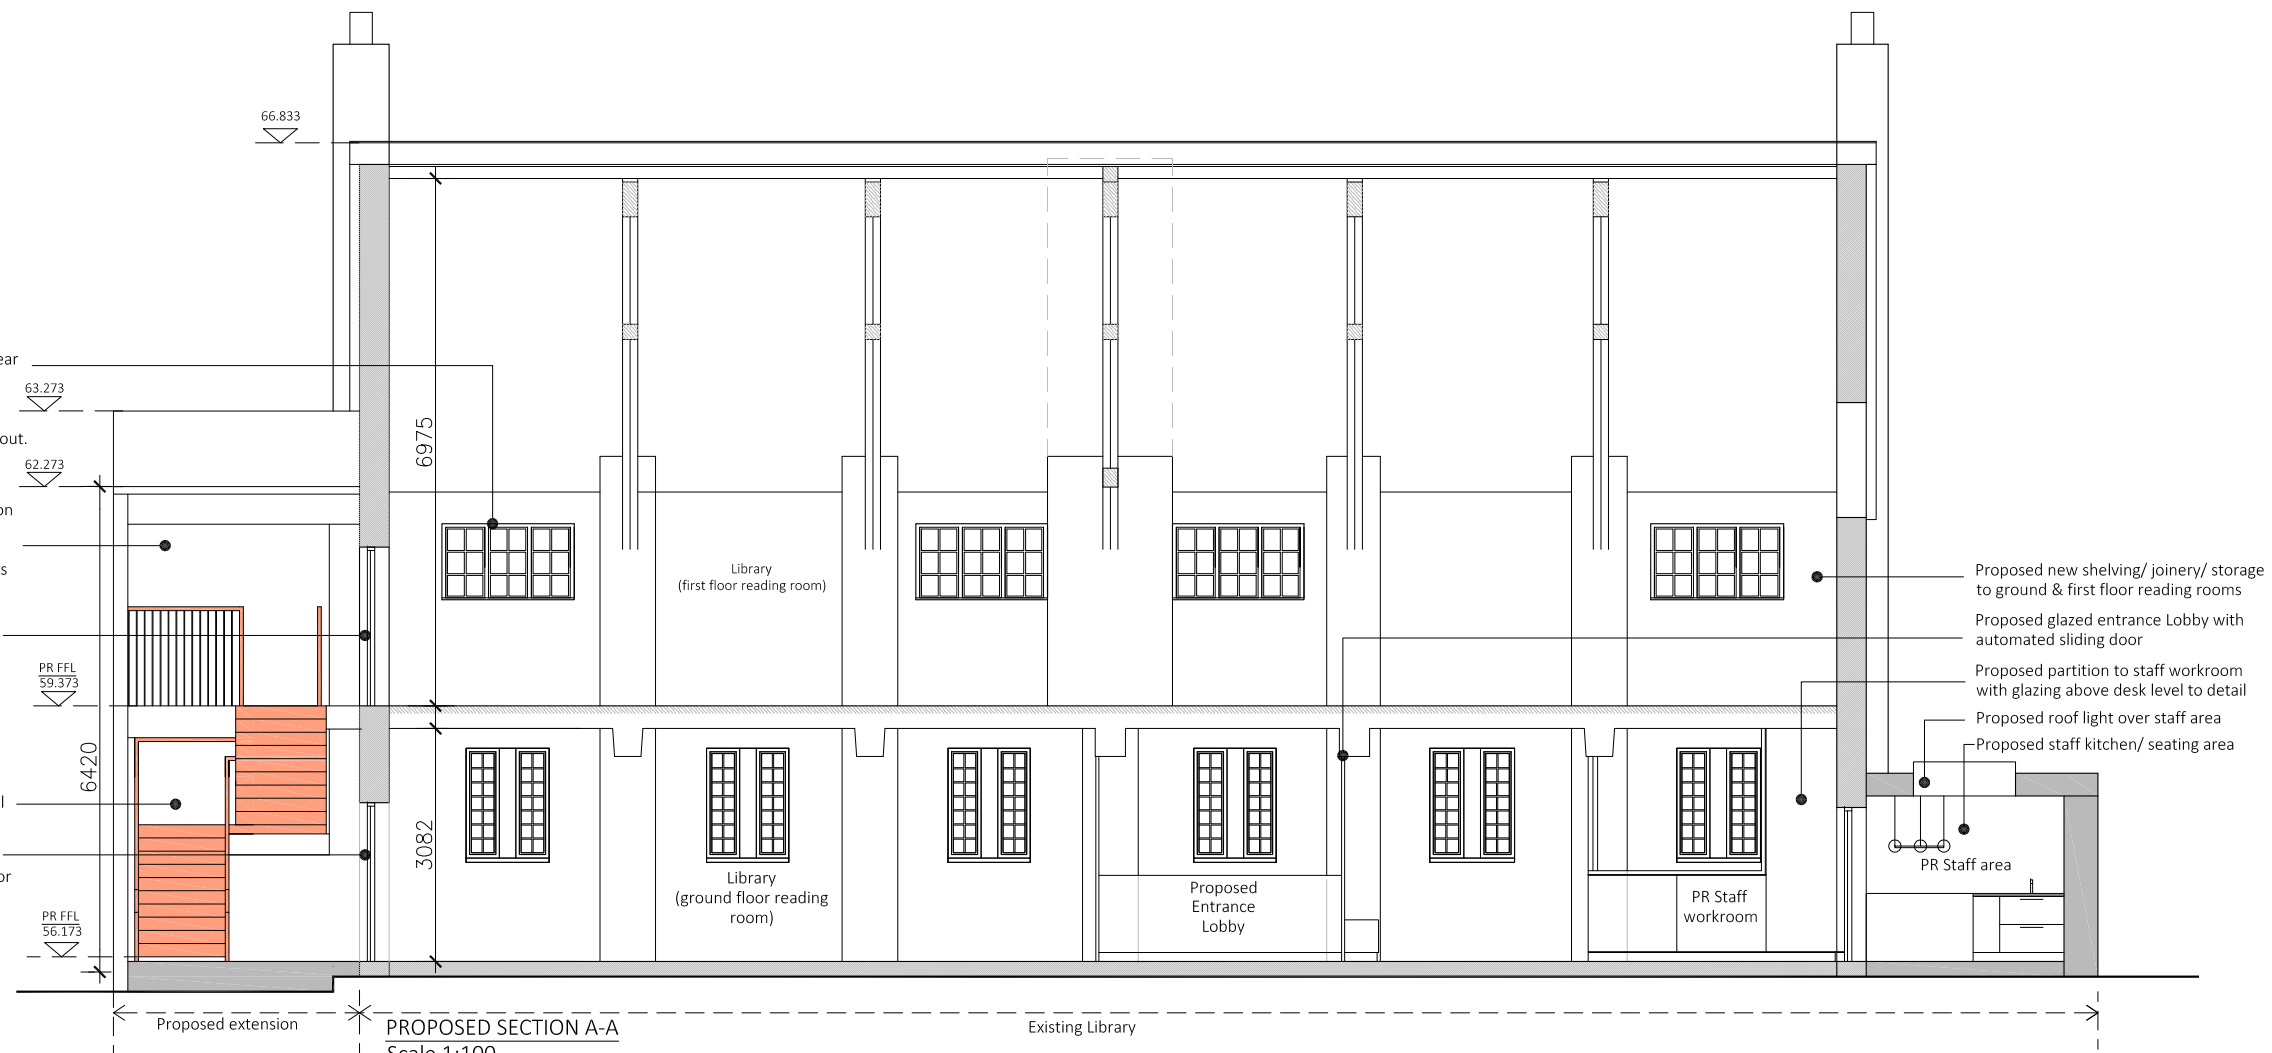 66.833
ear
63.273
out.
62.273
on
rs
PR FFL
59.373
6975
6420
l
3082
or
PR FFL
56.173
Library
(first floor reading room)
Library
(ground floor reading
room)
Proposed
Entrance
Lobby
PR Staff
workroom
PR Staff area
Proposed new shelving/ joinery/ storage
to ground & first floor reading rooms
Proposed glazed entrance Lobby with
automated sliding door
Proposed partition to staff workroom
with glazing above desk level to detail
Proposed roof light over staff area
Proposed staff kitchen/ seating area
Proposed extension
Existing Library
PROPOSED SECTION A-A
Scale 1:100